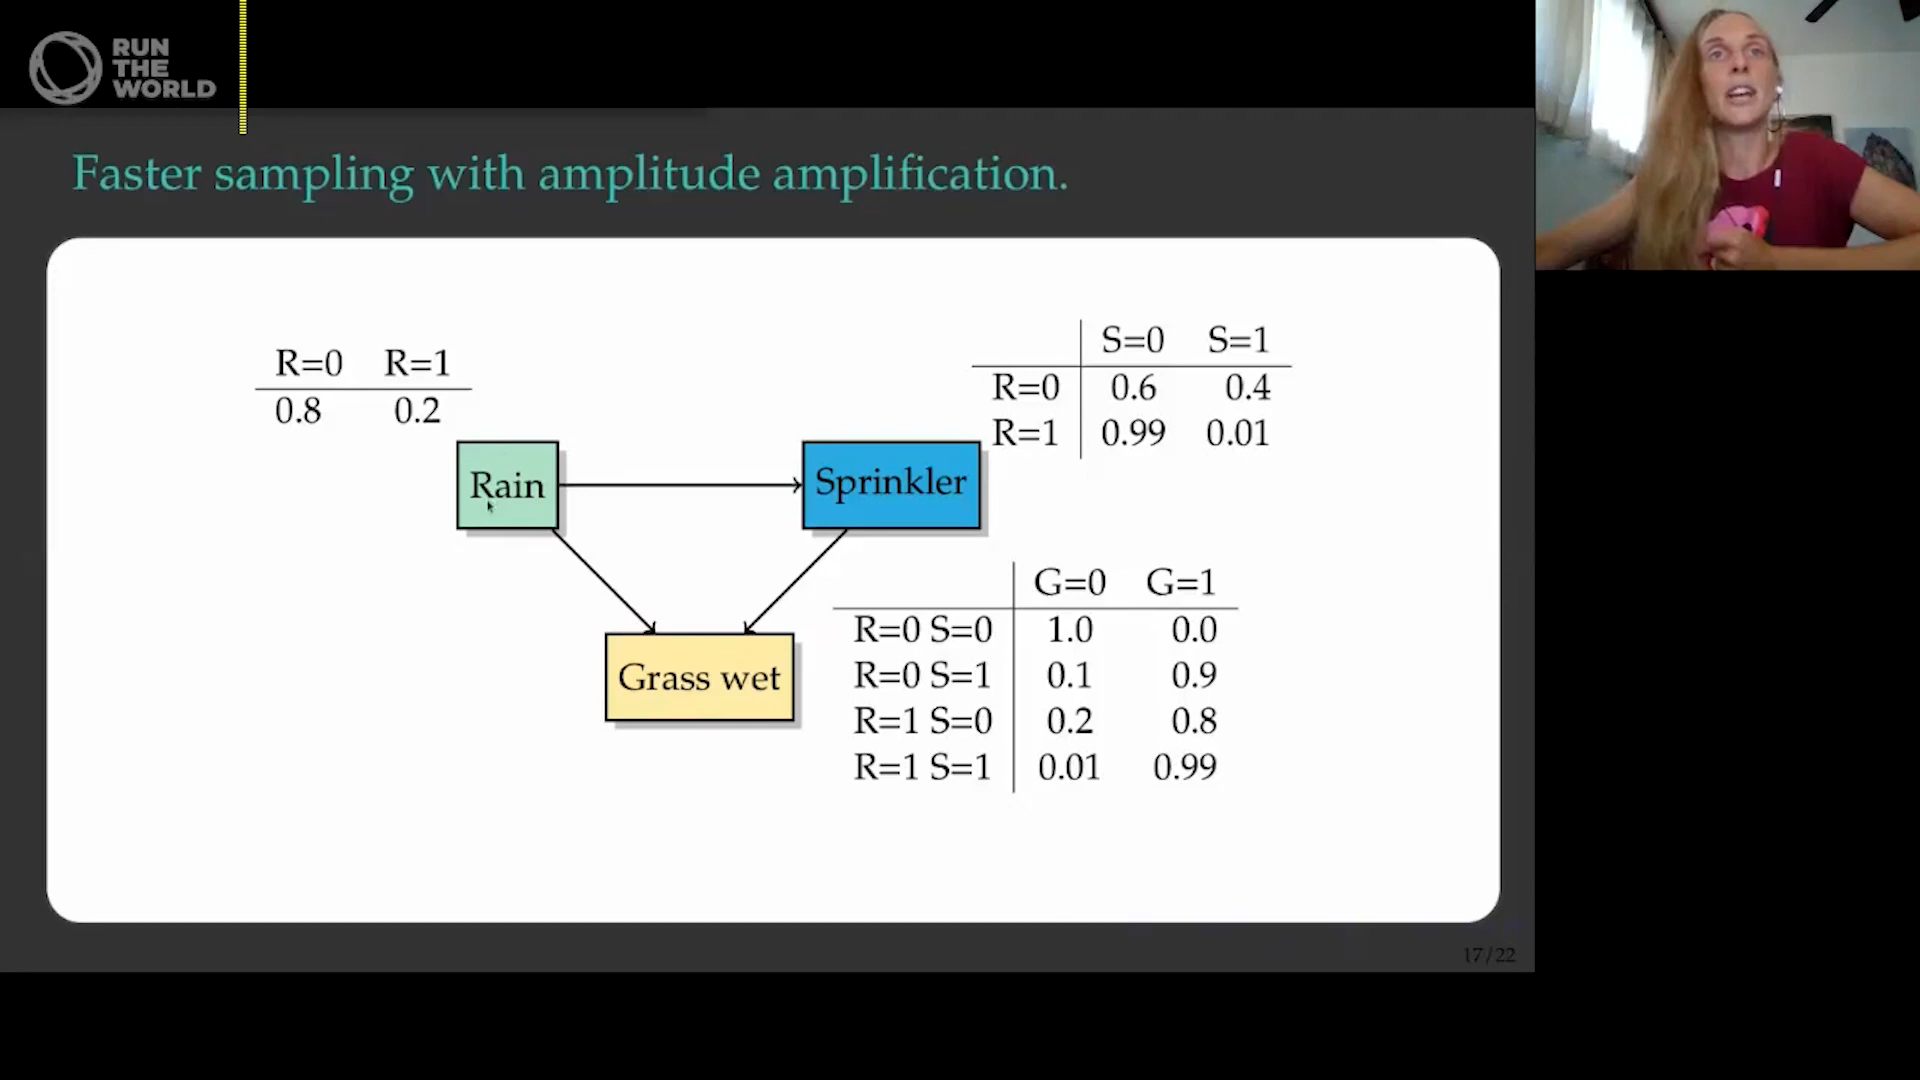 RUN
THE
WORLD
Faster sampling with amplitude amplification.
R=0 R=1
0.8 0.2
S=0 S=1
R=0 0.6 0.4
R=1 0.99 0.01
Rain
Sprinkler
Grass wet
G=0 G=1
R=0 S=0 1.0 0.0
R=0 S=1 0.1 0.9
R=1 S=0 0.2 0.8
R=1 S=1 0.01 0.99
17/22